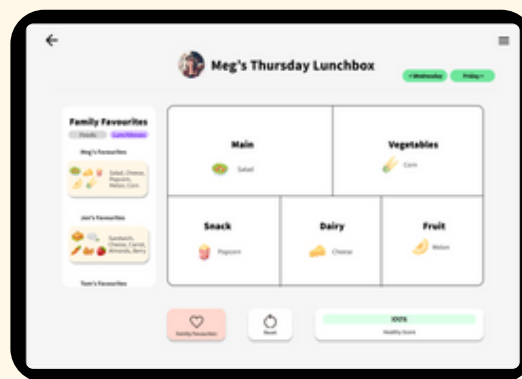 Meg's Thursday Lunchbox
< Wednesday
Friday >
Family Favourites
Foods
Lunchboxes
Meg's Favourites
Salad, Cheese,
Popcorn,
Melon, Corn
Jon's Favourites
Sandwich,
Cheese, Carrot,
Almonds, Berry
Tom's Favourites
Main
Salad
Vegetables
Corn
Snack
Popcorn
Dairy
Cheese
Fruit
Melon
Family Favourites
Reset
100%
Healthy Score